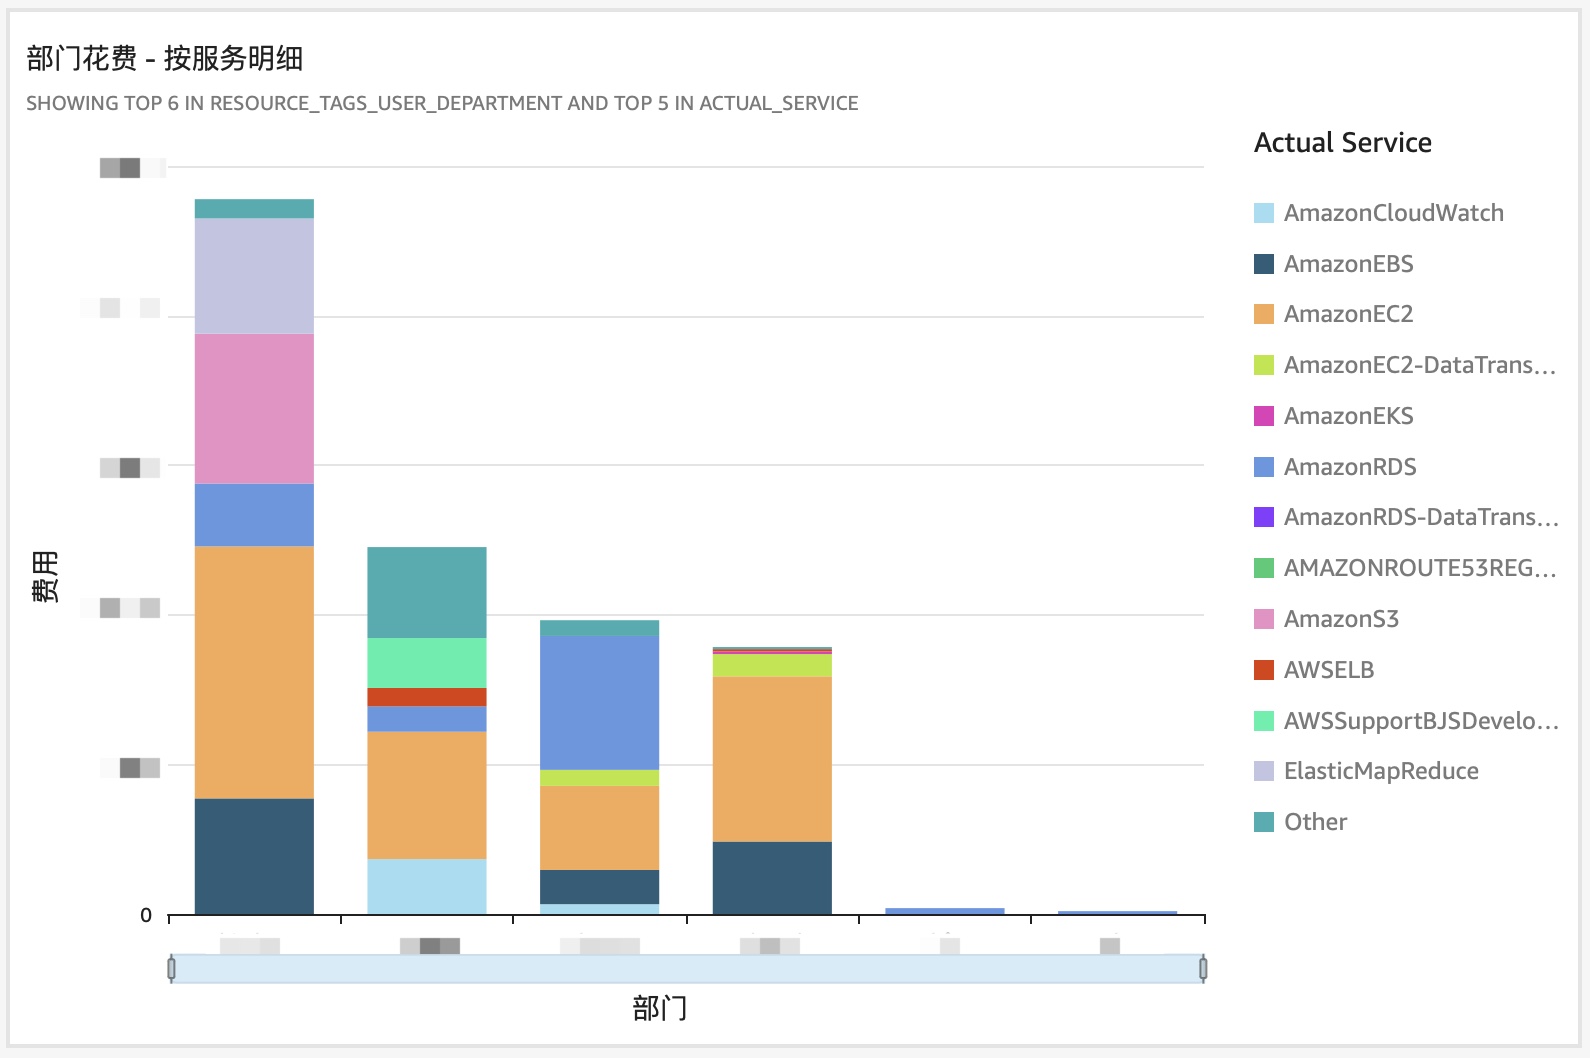 部门花费 - 按服务明细
SHOWING TOP 6 IN RESOURCE_TAGS_USER_DEPARTMENT AND TOP 5 IN ACTUAL_SERVICE
费用
0
部门
Actual Service
AmazonCloudWatch
AmazonEBS
AmazonEC2
AmazonEC2-DataTrans...
AmazonEKS
AmazonRDS
AmazonRDS-DataTrans...
AMAZONROUTE53REG...
AmazonS3
AWSELB
AWSSupportBJSDevelo...
ElasticMapReduce
Other